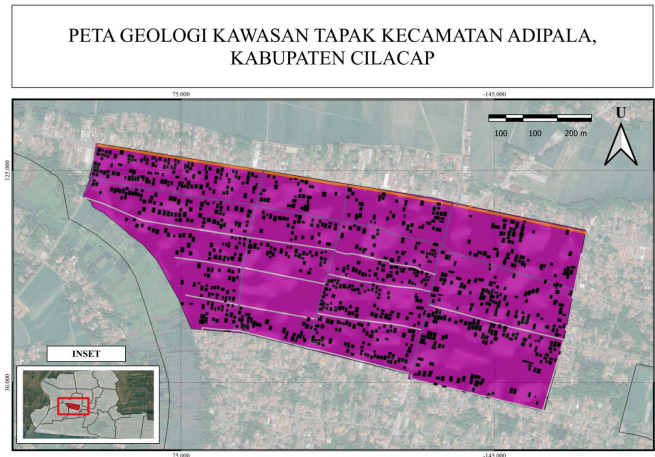 PETA GEOLOGI KAWASAN TAPAK KECAMATAN ADIPALA,
KABUPATEN CILACAP
75.000 -145.000
U
100 100 200 m
125.000
INSET
30.000
75.000 -145.000